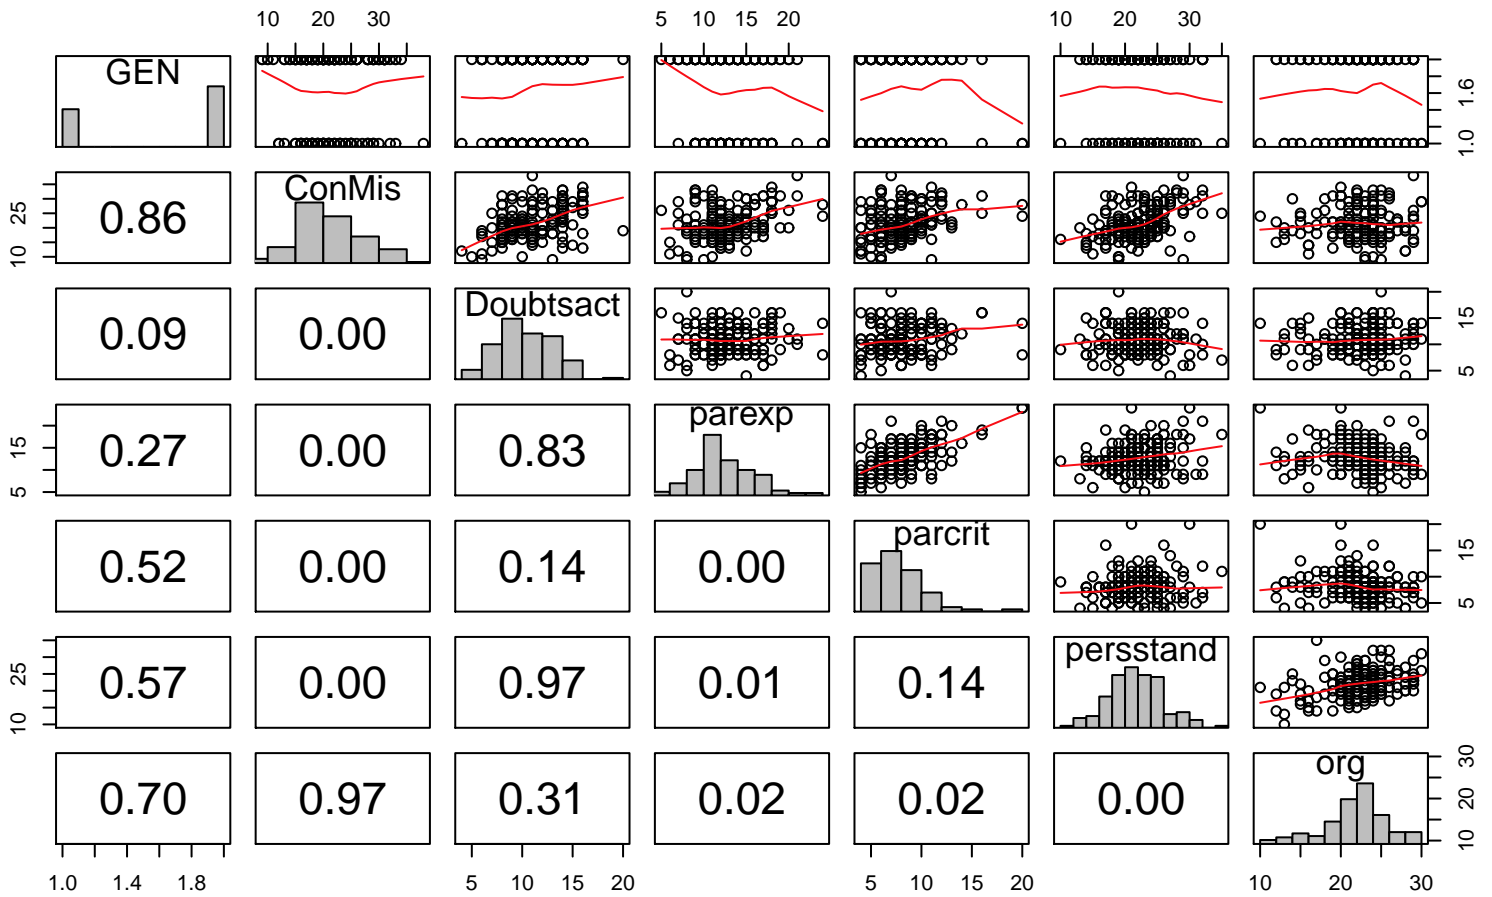 10 20 30 5 10 15 20 10 20 30
GEN 1.0 1.6
10 25 0.86 ConMis
0.09 0.00 Doubtsact 5 15
5 15 0.27 0.00 0.83 parexp
0.52 0.00 0.14 0.00 parcrit 5 15
10 25 0.57 0.00 0.97 0.01 0.14 persstand
0.70 0.97 0.31 0.02 0.02 0.00 org 10 20 30
1.0 1.4 1.8 5 10 15 20 5 10 15 20 10 15 20 25 30